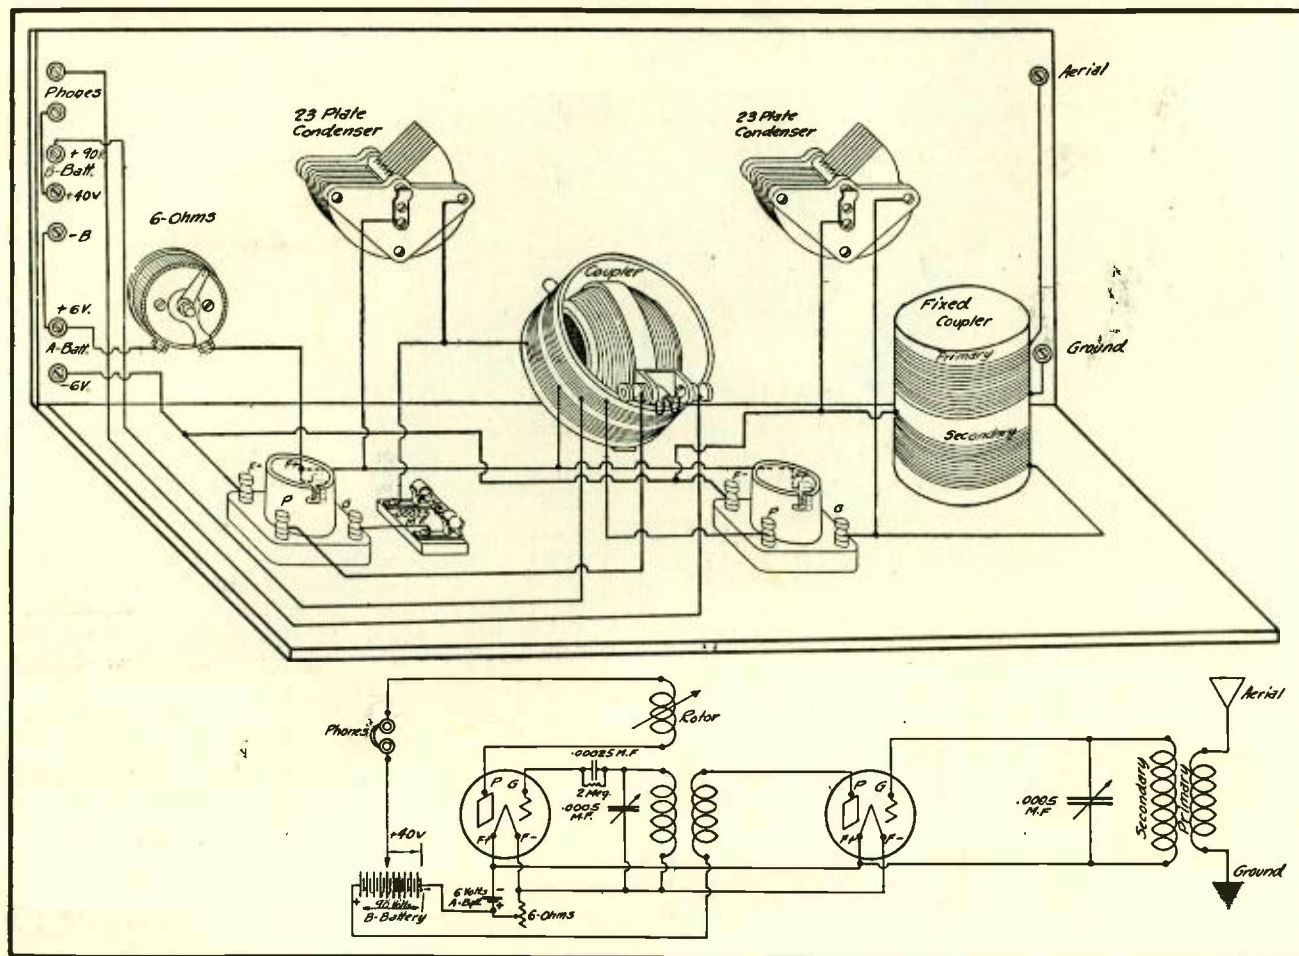 Phones
+ 90v
B-Batt.
+40v
-B
+6V.
A-Batt.
-6V.
6-Ohms
23 Plate
Condenser
Coupler
23 Plate
Condenser
Aerial
Ground
Fixed
Coupler
Primary
Secondary
F-
F+
P
G
F-
P
G
Phones
+40v
+
-
90 Volts
B-Battery
Rotor
.00025 M.F
2 Meg.
.0005
M.F.
P
G
F+
F-
6 Volts
A-Batt.
-
+
6-Ohms
P
G
F+
F-
.0005
M.F
Secondary
Primary
Aerial
Ground